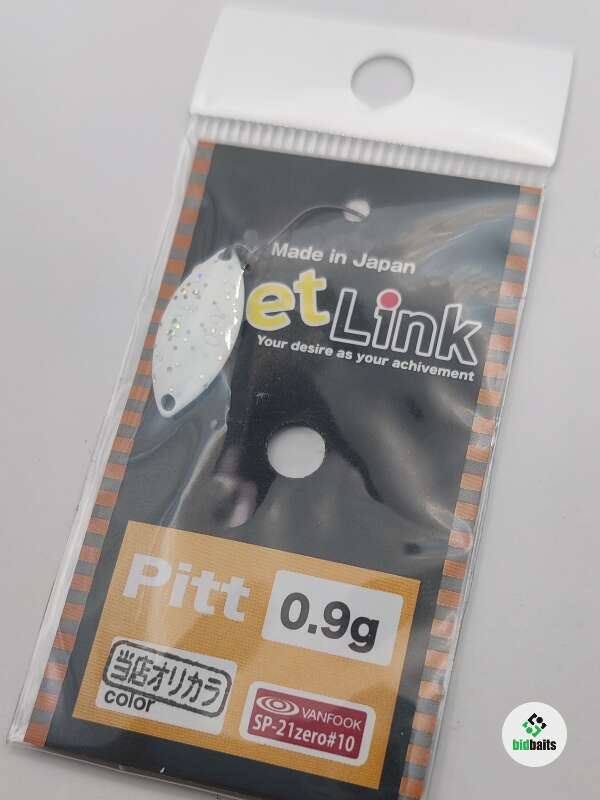 Made in Japan
et Link
Your desire as your achivement
Pitt
0.9g
当店オリカラ
color
VANFOOK
SP-21zero#10
bidbaits